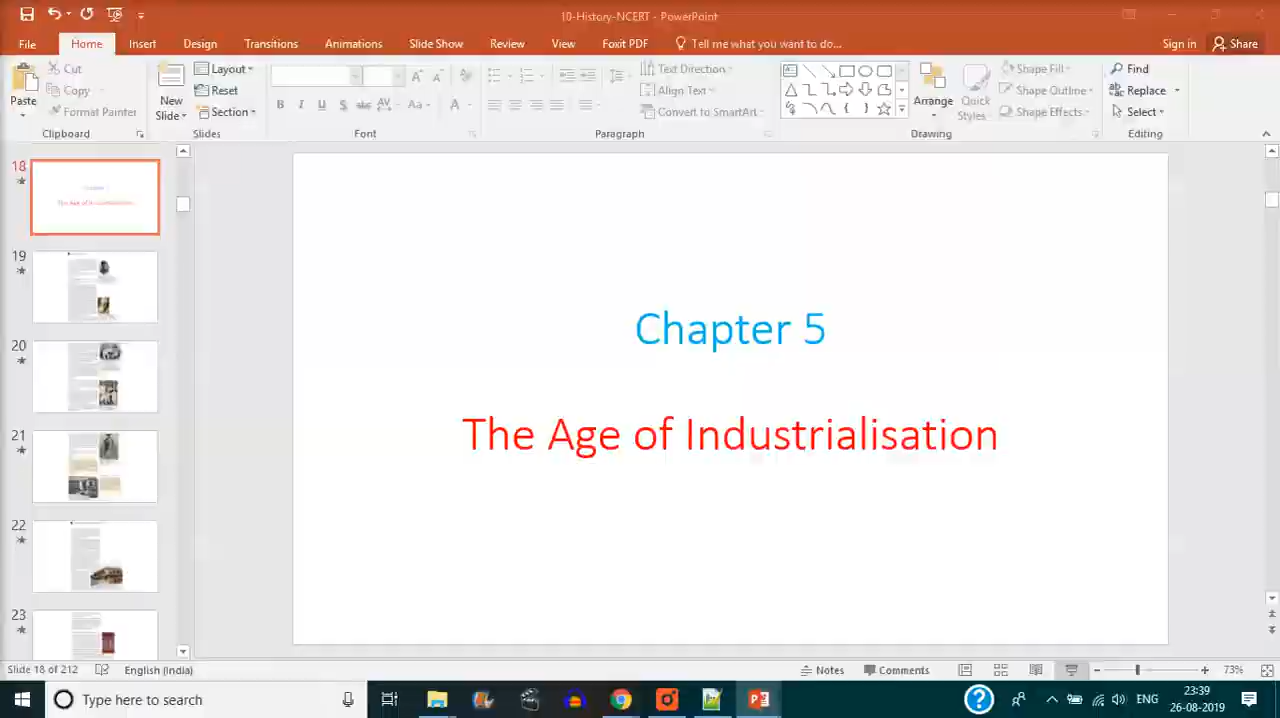 10-History-NCERT - PowerPoint
File Home Insert Design Transitions Animations Slide Show Review View Foxit PDF Tell me what you want to do... Sign in Share
Paste
Cut
Copy
Format Painter
Clipboard
New
Slide
Layout
Reset
Section
Slides
Font
Text Direction
Align Text
Convert to SmartArt
Paragraph
Arrange
Quick
Styles
Shape Fill
Shape Outline
Shape Effects
Drawing
Find
Replace
Select
Editing
18
19
20
21
22
23
Chapter 5
The Age of Industrialisation
Slide 18 of 212 English (India) Notes Comments 73%
Type here to search
ENG
23:39
26-08-2019